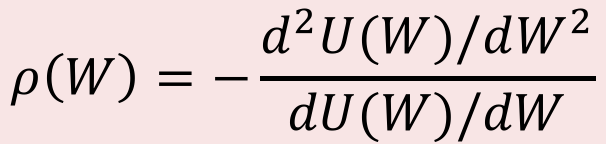 ρ(W) = − d²U(W)/dW² / dU(W)/dW